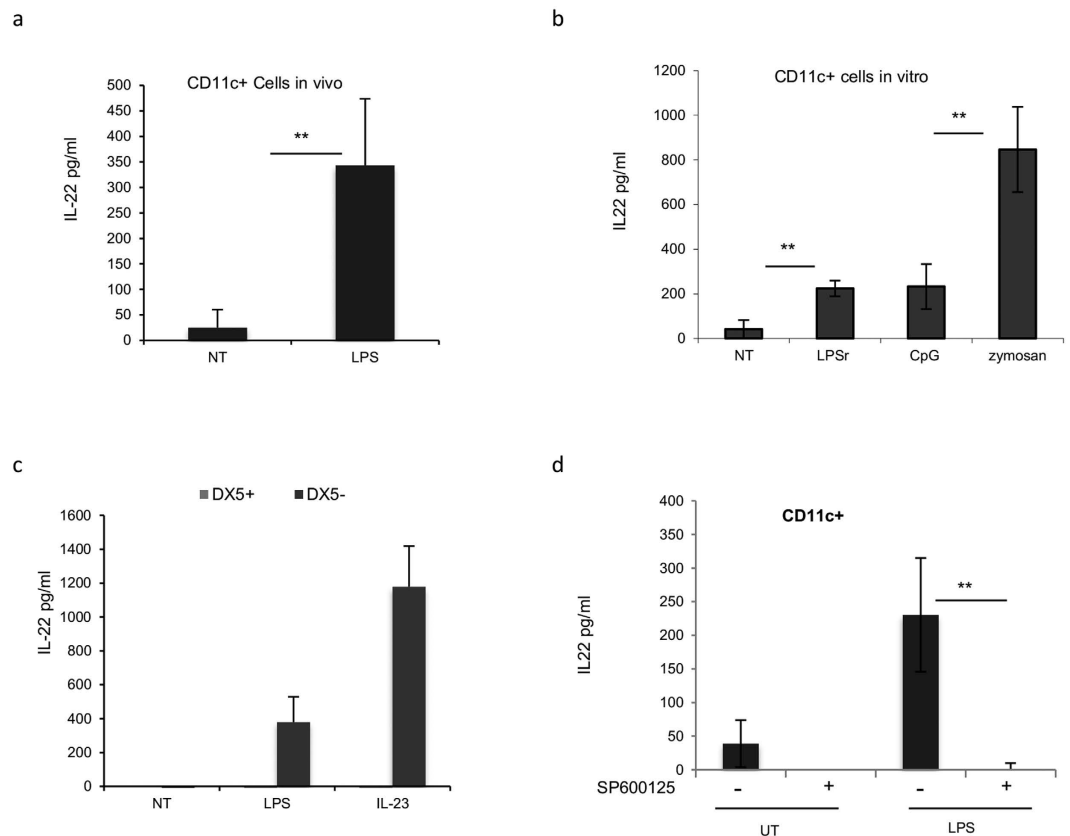 a
CD11c+ Cells in vivo
IL-22 pg/ml
500
450
400
350
300
250
200
150
100
50
0
**
NT LPS
b
CD11c+ cells in vitro
IL22 pg/ml
1200
1000
800
600
400
200
0
**
**
NT LPSr CpG zymosan
c
DX5+ DX5-
IL-22 pg/ml
1600
1400
1200
1000
800
600
400
200
0
NT LPS IL-23
d
CD11c+
IL22 pg/ml
400
350
300
250
200
150
100
50
0
**
SP600125 - + - +
UT LPS